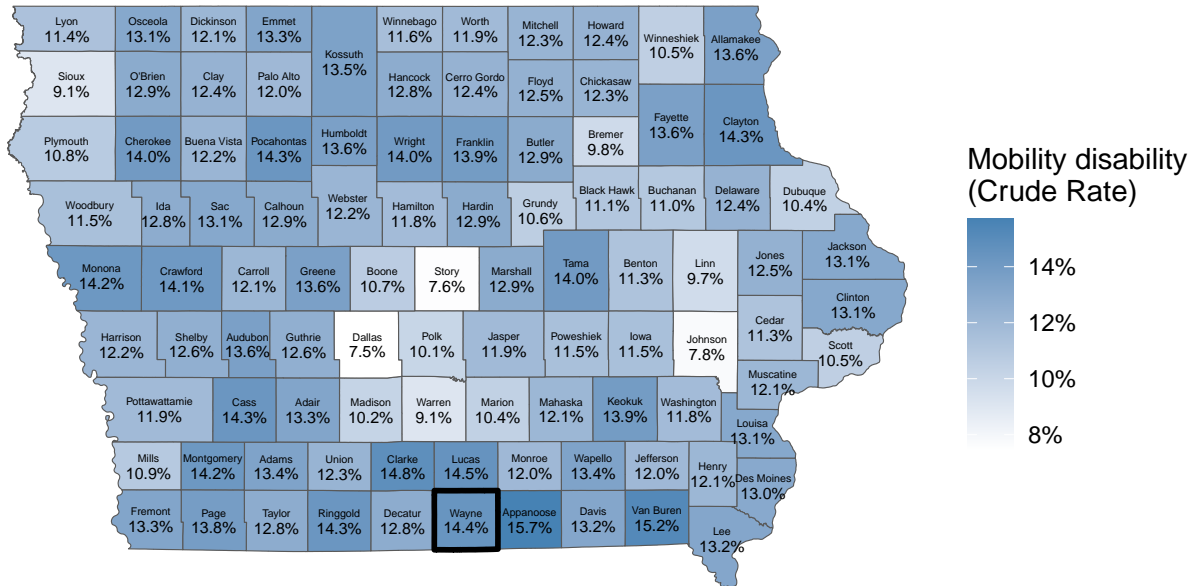 Lyon
11.4%
Osceola
13.1%
Dickinson
12.1%
Emmet
13.3%
Kossuth
13.5%
Winnebago
11.6%
Worth
11.9%
Mitchell
12.3%
Howard
12.4%
Winneshiek
10.5%
Allamakee
13.6%
Sioux
9.1%
O'Brien
12.9%
Clay
12.4%
Palo Alto
12.0%
Hancock
12.8%
Cerro Gordo
12.4%
Floyd
12.5%
Chickasaw
12.3%
Fayette
13.6%
Clayton
14.3%
Plymouth
10.8%
Cherokee
14.0%
Buena Vista
12.2%
Pocahontas
14.3%
Humboldt
13.6%
Wright
14.0%
Franklin
13.9%
Butler
12.9%
Bremer
9.8%
Mobility disability
(Crude Rate)
14%
12%
10%
8%
Woodbury
11.5%
Ida
12.8%
Sac
13.1%
Calhoun
12.9%
Webster
12.2%
Hamilton
11.8%
Hardin
12.9%
Grundy
10.6%
Black Hawk
11.1%
Buchanan
11.0%
Delaware
12.4%
Dubuque
10.4%
Monona
14.2%
Crawford
14.1%
Carroll
12.1%
Greene
13.6%
Boone
10.7%
Story
7.6%
Marshall
12.9%
Tama
14.0%
Benton
11.3%
Linn
9.7%
Jones
12.5%
Jackson
13.1%
Clinton
13.1%
Harrison
12.2%
Shelby
12.6%
Audubon
13.6%
Guthrie
12.6%
Dallas
7.5%
Polk
10.1%
Jasper
11.9%
Poweshiek
11.5%
Iowa
11.5%
Johnson
7.8%
Cedar
11.3%
Scott
10.5%
Muscatine
12.1%
Pottawattamie
11.9%
Cass
14.3%
Adair
13.3%
Madison
10.2%
Warren
9.1%
Marion
10.4%
Mahaska
12.1%
Keokuk
13.9%
Washington
11.8%
Louisa
13.1%
Mills
10.9%
Montgomery
14.2%
Adams
13.4%
Union
12.3%
Clarke
14.8%
Lucas
14.5%
Monroe
12.0%
Wapello
13.4%
Jefferson
12.0%
Henry
12.1%
Des Moines
13.0%
Fremont
13.3%
Page
13.8%
Taylor
12.8%
Ringgold
14.3%
Decatur
12.8%
Wayne
14.4%
Appanoose
15.7%
Davis
13.2%
Van Buren
15.2%
Lee
13.2%